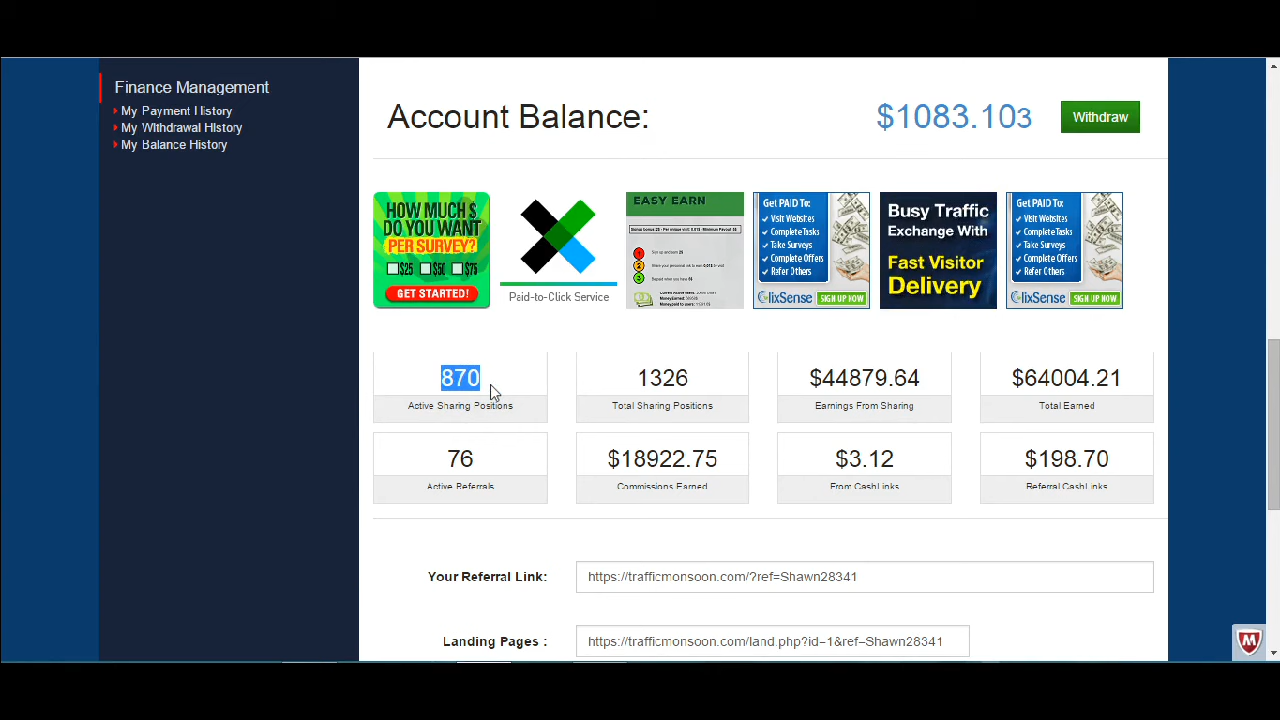 Finance Management
My Payment History
My Withdrawal History
My Balance History
Account Balance:
$1083.103
Withdraw
HOW MUCH $
DO YOU WANT
PER SURVEY?
$25 $50 $75
GET STARTED!
Paid-to-Click Service
EASY EARN
Get PAID To:
Visit Websites
Complete Tasks
Take Surveys
Complete Offers
Refer Others
ClixSense
SIGN UP NOW
Busy Traffic
Exchange With
Fast Visitor
Delivery
Get PAID To:
Visit Websites
Complete Tasks
Take Surveys
Complete Offers
Refer Others
ClixSense
SIGN UP NOW
870
Active Sharing Positions
1326
Total Sharing Positions
$44879.64
Earnings From Sharing
$64004.21
Total Earned
76
Active Referrals
$18922.75
Commissions Earned
$3.12
From CashLinks
$198.70
Referral CashLinks
Your Referral Link:
https://trafficmonsoon.com/?ref=Shawn28341
Landing Pages :
https://trafficmonsoon.com/land.php?id=1&ref=Shawn28341